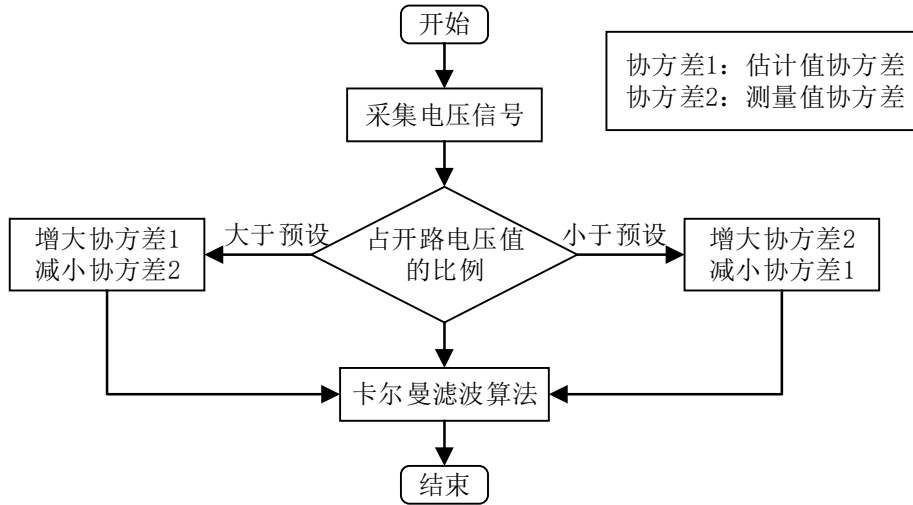 开始
协方差1：估计值协方差
协方差2：测量值协方差
采集电压信号
大于预设
占开路电压值
的比例
小于预设
增大协方差1
减小协方差2
增大协方差2
减小协方差1
卡尔曼滤波算法
结束